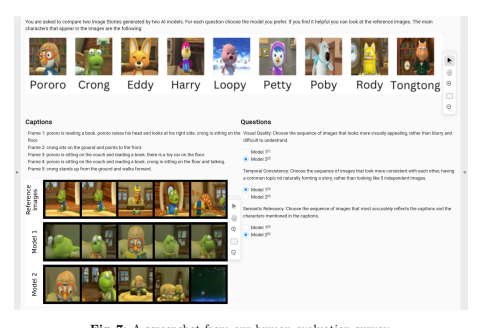 You are asked to compare two Image Stories generated by two AI models. For each question choose the model you prefer. If you find it helpful you can look at the reference images. The main
characters that appear in the images are the following:
Pororo Crong Eddy Harry Loopy Petty Poby Rody Tongtong
Captions
Frame 1: pororo is reading a book. pororo raises his head and looks at his right side. crong is sitting on the
floor.
Frame 2: crong sits on the ground and points to the front.
Frame 3: pororo is sitting on the coach and reading a book. there is a toy car on the floor.
Frame 4: pororo is sitting on the coach and reading a book. crong is sitting on the floor and talking.
Frame 5: crong stands up from the ground and walks forward.
Reference
Images
Model 1
Model 2
Questions
Visual Quality: Choose the sequence of images that looks more visually appealing, rather than blurry and
difficult to understand.
Model 1[1]
Model 2[2]
Temporal Consistency: Choose the sequence of images that look more consistent with each other, having
a common topic nd naturally forming a story, rather than looking like 5 independent images.
Model 1[3]
Model 2[4]
Semantic Relevancy: Choose the sequence of images that most accurately reflects the captions and the
characters mentioned in the captions.
Model 1[5]
Model 2[6]